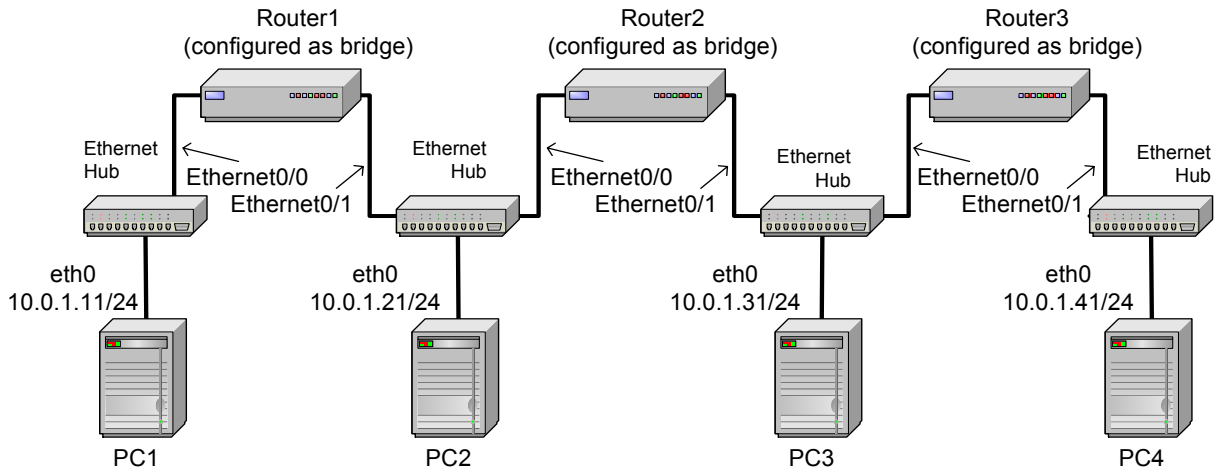 Router1
(configured as bridge)
Router2
(configured as bridge)
Router3
(configured as bridge)
Ethernet
Hub
Ethernet0/0
Ethernet0/1
Ethernet
Hub
Ethernet0/0
Ethernet0/1
Ethernet
Hub
Ethernet0/0
Ethernet0/1
Ethernet
Hub
eth0
10.0.1.11/24
eth0
10.0.1.21/24
eth0
10.0.1.31/24
eth0
10.0.1.41/24
PC1
PC2
PC3
PC4